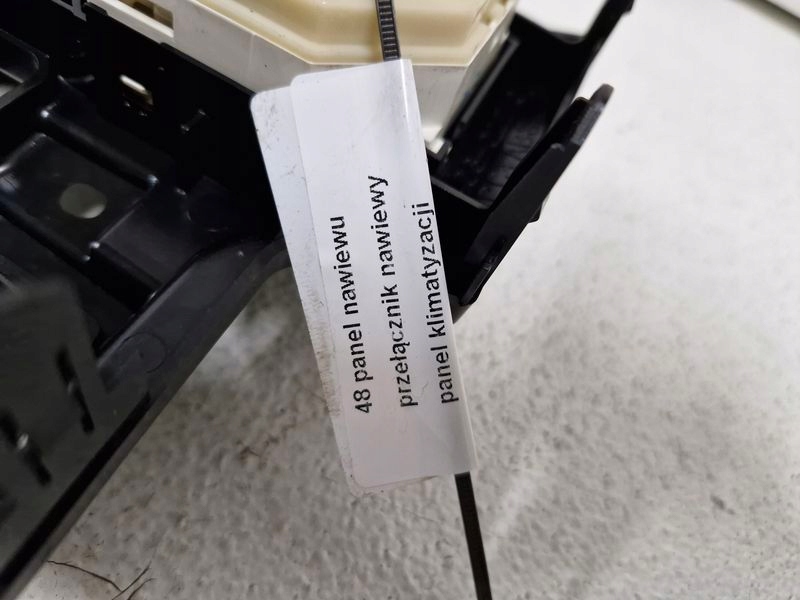 48 panel nawiewu
przełącznik nawiewy
panel klimatyzacji